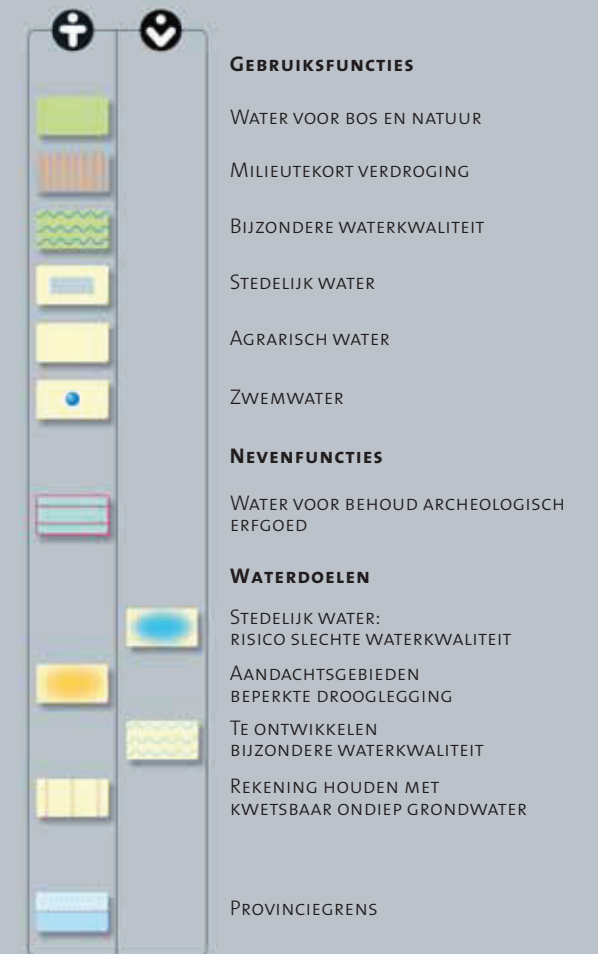 GEBRUIKSFUNCTIES
WATER VOOR BOS EN NATUUR
MILIEUTEKORT VERDROGING
BIJZONDERE WATERKWALITEIT
STEDELIJK WATER
AGRARISCH WATER
ZWEMWATER
NEVENFUNCTIES
WATER VOOR BEHOUD ARCHEOLOGISCH
ERFGOED
WATERDOELEN
STEDELIJK WATER:
RISICO SLECHTE WATERKWALITEIT
AANDACHTSGEBIEDEN
BEPERKTE DROOGLEGGING
TE ONTWIKKELEN
BIJZONDERE WATERKWALITEIT
REKENING HOUDEN MET
KWETSBAAR ONDIEP GRONDWATER
PROVINCIEGRENS